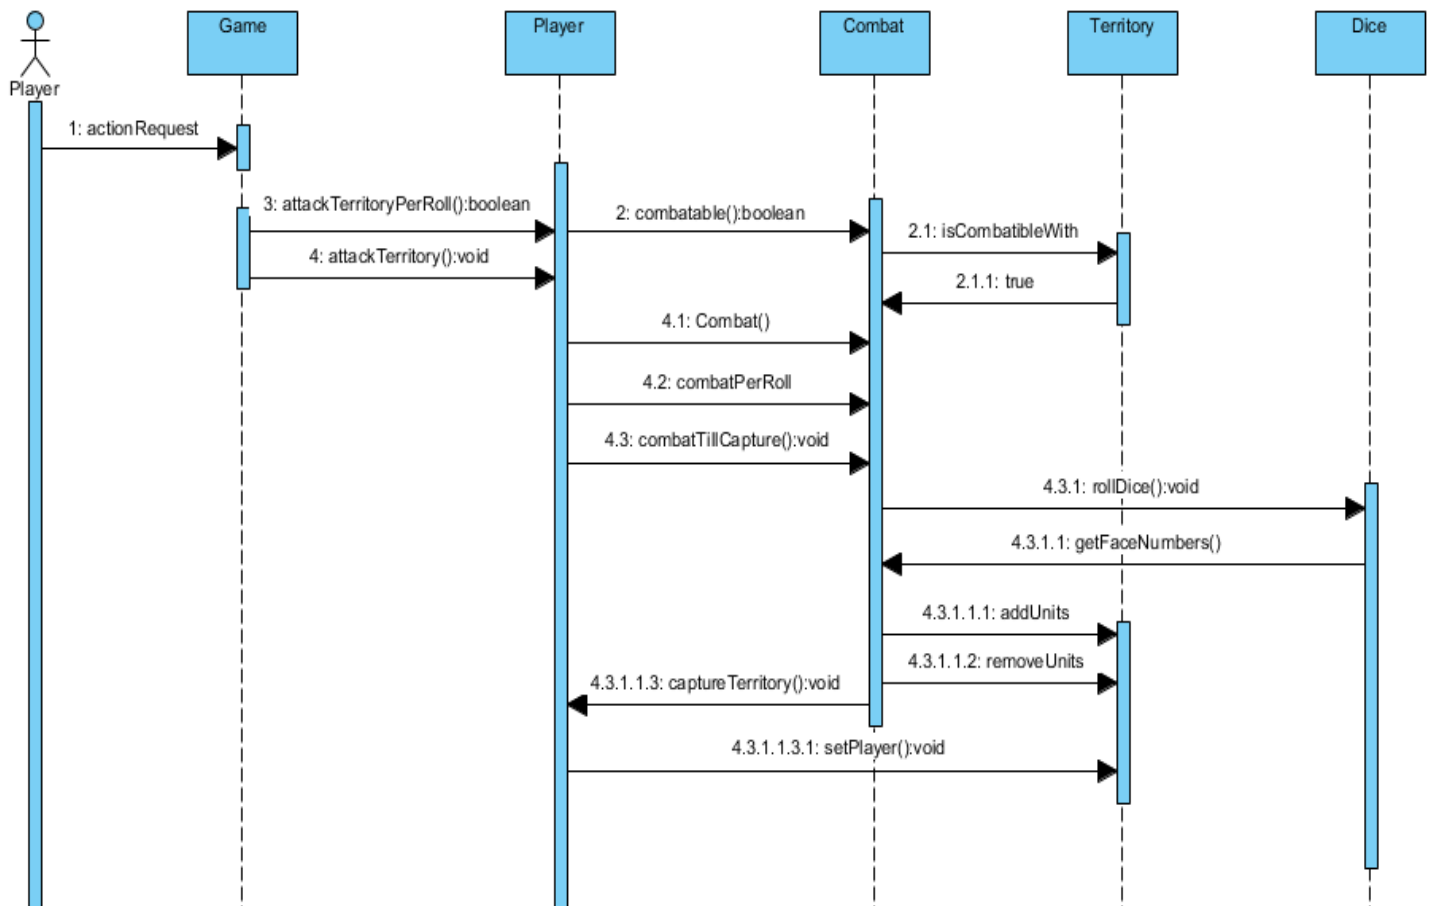 Game
Player
Combat
Territory
Dice
Player
1: actionRequest
3: attackTerritoryPerRoll():boolean
2: combatable():boolean
2.1: isCombatibleWith
4: attackTerritory():void
2.1.1: true
4.1: Combat()
4.2: combatPerRoll
4.3: combatTillCapture():void
4.3.1: rollDice():void
4.3.1.1: getFaceNumbers()
4.3.1.1.1: addUnits
4.3.1.1.2: removeUnits
4.3.1.1.3: captureTerritory():void
4.3.1.1.3.1: setPlayer():void